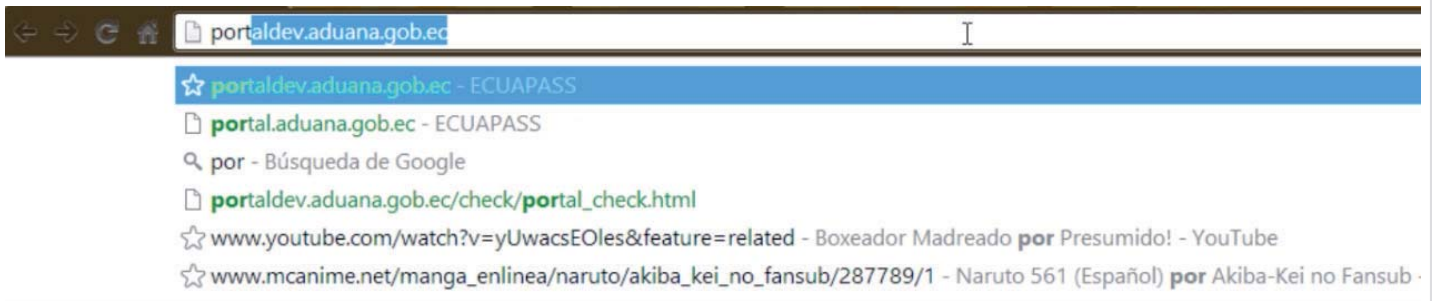 portaldev.aduana.gob.ec
portaldev.aduana.gob.ec - ECUAPASS
portal.aduana.gob.ec - ECUAPASS
por - Búsqueda de Google
portaldev.aduana.gob.ec/check/portal_check.html
www.youtube.com/watch?v=yUwacsEOles&feature=related - Boxeador Madreado por Presumido! - YouTube
www.mcanime.net/manga_enlinea/naruto/akiba_kei_no_fansub/287789/1 - Naruto 561 (Español) por Akiba-Kei no Fansub -